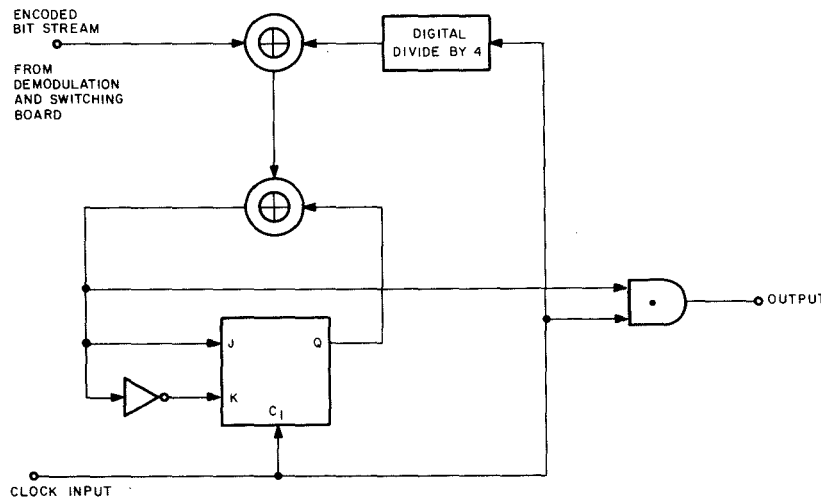 ENCODED
BIT STREAM
FROM
DEMODULATION
AND SWITCHING
BOARD
DIGITAL
DIVIDE BY 4
J
Q
K
C1
OUTPUT
CLOCK INPUT